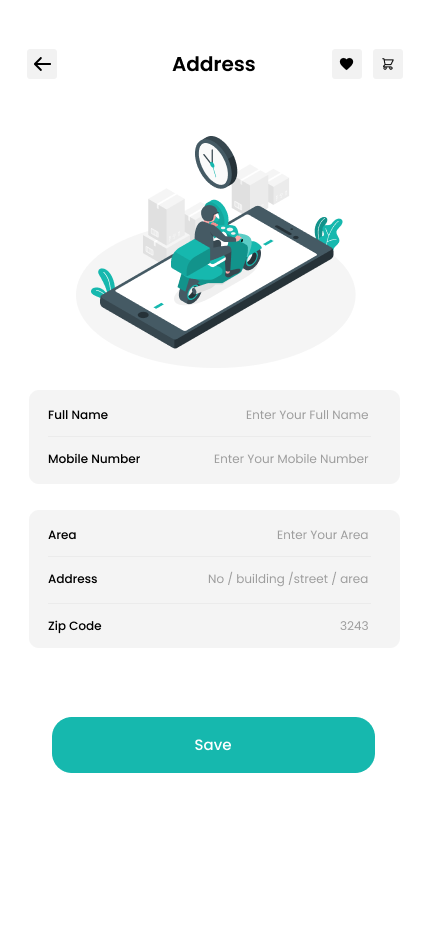 Address
Full Name Enter Your Full Name
Mobile Number Enter Your Mobile Number
Area Enter Your Area
Address No / building /street / area
Zip Code 3243
Save